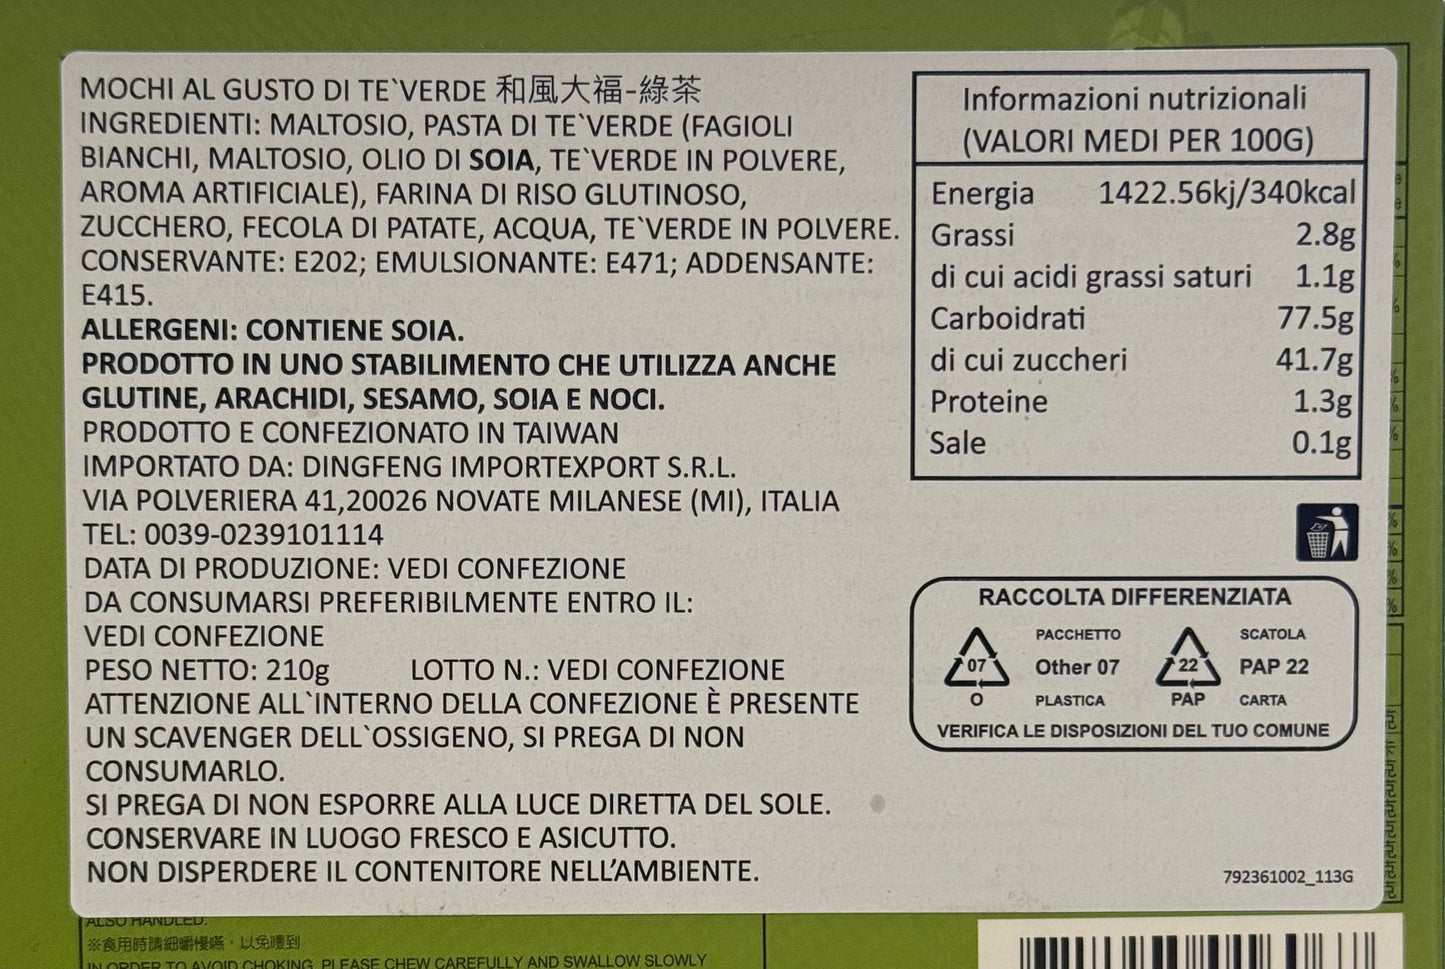 MOCHI AL GUSTO DI TE`VERDE 和風大福-綠茶
INGREDIENTI: MALTOSIO, PASTA DI TE`VERDE (FAGIOLI
BIANCHI, MALTOSIO, OLIO DI SOIA, TE`VERDE IN POLVERE,
AROMA ARTIFICIALE), FARINA DI RISO GLUTINOSO,
ZUCCHERO, FECOLA DI PATATE, ACQUA, TE`VERDE IN POLVERE.
CONSERVANTE: E202; EMULSIONANTE: E471; ADDENSANTE:
E415.
ALLERGENI: CONTIENE SOIA.
PRODOTTO IN UNO STABILIMENTO CHE UTILIZZA ANCHE
GLUTINE, ARACHIDI, SESAMO, SOIA E NOCI.
PRODOTTO E CONFEZIONATO IN TAIWAN
IMPORTATO DA: DINGFENG IMPORTEXPORT S.R.L.
VIA POLVERIERA 41,20026 NOVATE MILANESE (MI), ITALIA
TEL: 0039-0239101114
DATA DI PRODUZIONE: VEDI CONFEZIONE
DA CONSUMARSI PREFERIBILMENTE ENTRO IL:
VEDI CONFEZIONE
PESO NETTO: 210g LOTTO N.: VEDI CONFEZIONE
ATTENZIONE ALL`INTERNO DELLA CONFEZIONE È PRESENTE
UN SCAVENGER DELL`OSSIGENO, SI PREGA DI NON
CONSUMARLO.
SI PREGA DI NON ESPORRE ALLA LUCE DIRETTA DEL SOLE.
CONSERVARE IN LUOGO FRESCO E ASICUTTO.
NON DISPERDERE IL CONTENITORE NELL’AMBIENTE.
Informazioni nutrizionali
(VALORI MEDI PER 100G)
Energia 1422.56kj/340kcal
Grassi 2.8g
di cui acidi grassi saturi 1.1g
Carboidrati 77.5g
di cui zuccheri 41.7g
Proteine 1.3g
Sale 0.1g
RACCOLTA DIFFERENZIATA
PACCHETTO SCATOLA
07 Other 07 22 PAP 22
O PLASTICA PAP CARTA
VERIFICA LE DISPOSIZIONI DEL TUO COMUNE
792361002_113G
ALSO HANDLED.
※食用時請細嚼慢嚥，以免噎到
IN ORDER TO AVOID CHOKING, PLEASE CHEW CAREFULLY AND SWALLOW SLOWLY